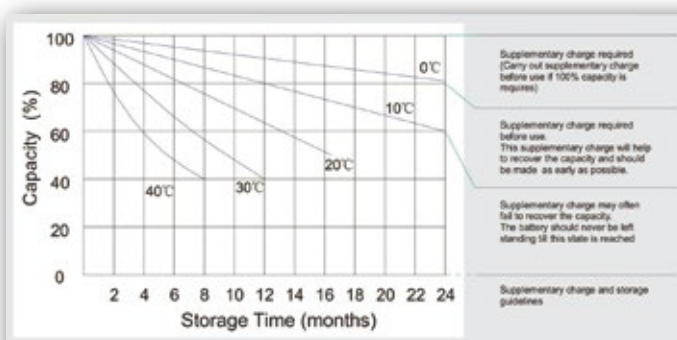 100
80
60
40
20
0
Capacity (%)
0℃
10℃
20℃
30℃
40℃
2 4 6 8 10 12 14 16 18 20 22 24
Storage Time (months)
Supplementary charge required
(Carry out supplementary charge
before use if 100% capacity is
requires)
Supplementary charge required
before use.
This supplementary charge will help
to recover the capacity and should
be made as early as possible.
Supplementary charge may often
fail to recover the capacity.
The battery should never be left
standing till this state is reached
Supplementary charge and storage
guidelines